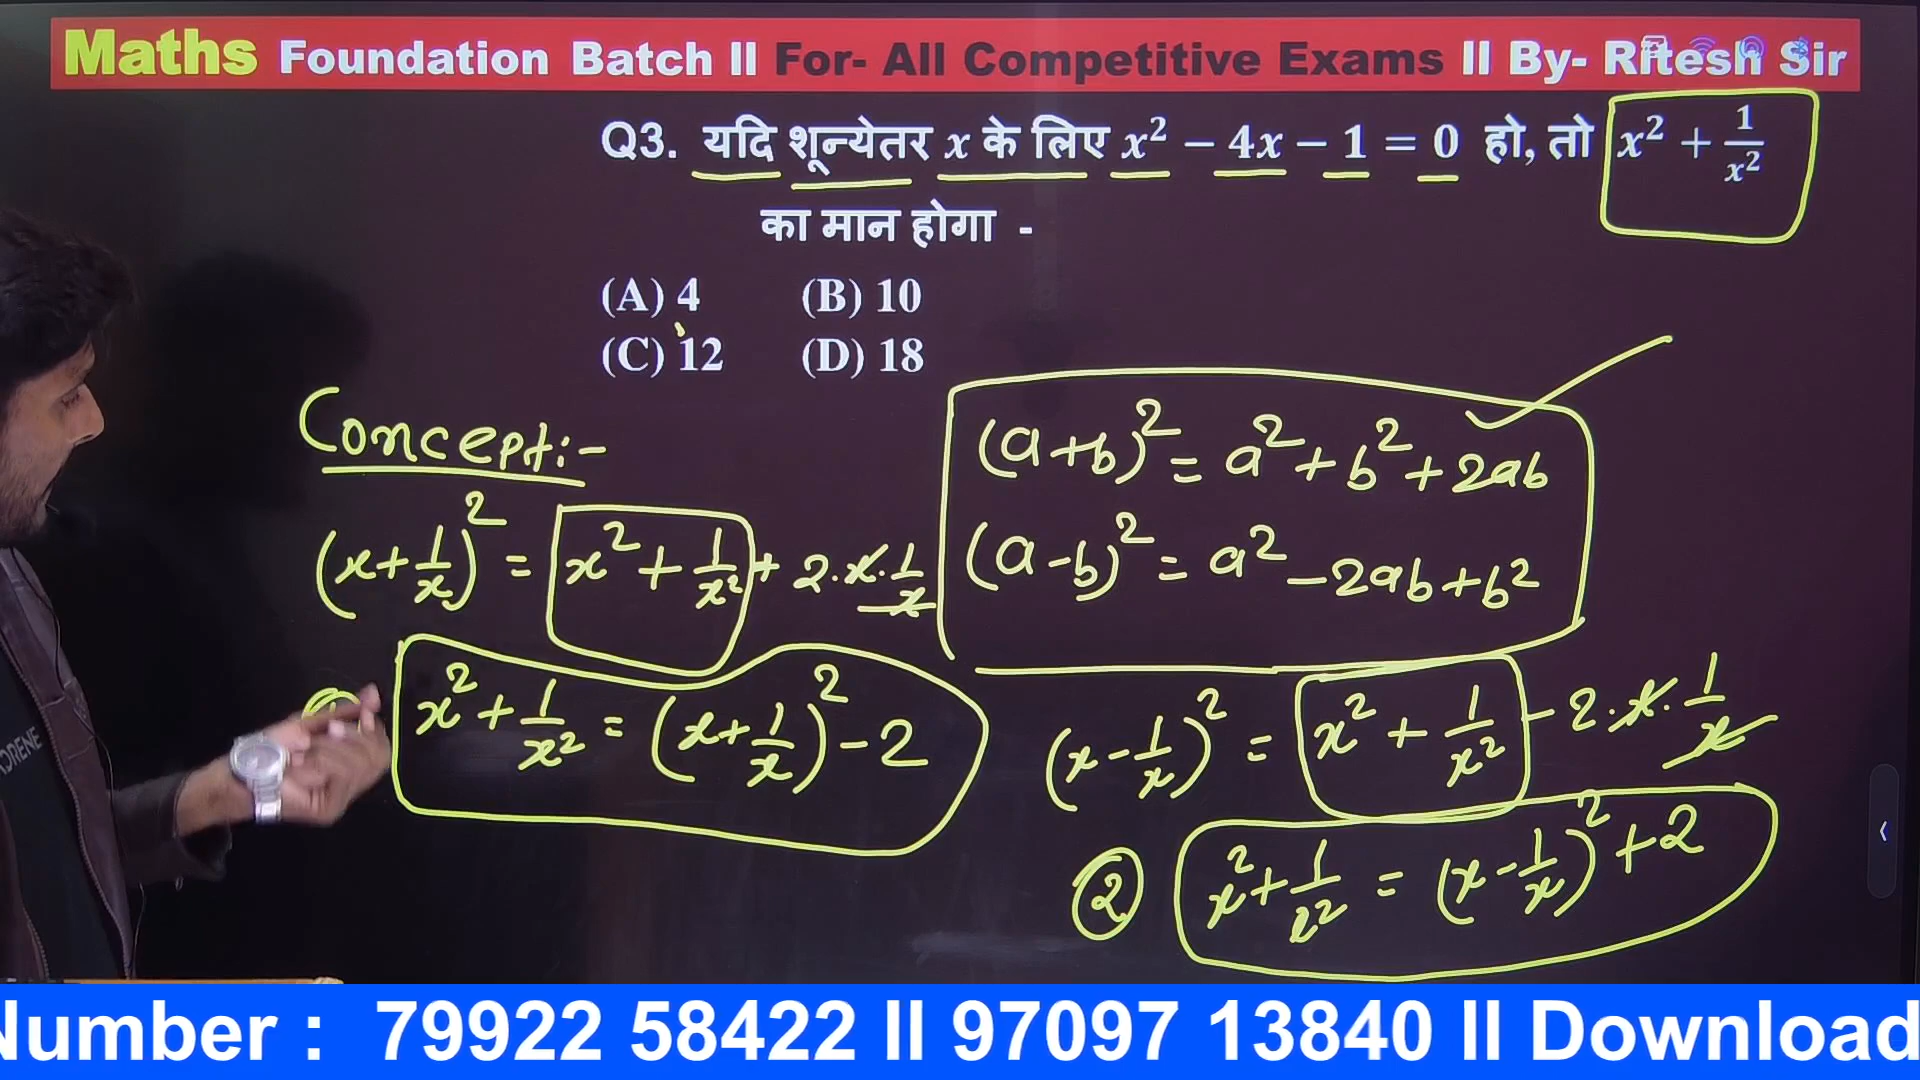 Maths Foundation Batch II For- All Competitive Exams II By- Ritesh Sir
Q3. यदि शून्येतर x के लिए x² − 4x − 1 = 0 हो, तो x² + 1/x²
का मान होगा -
(A) 4 (B) 10
(C) 12 (D) 18
Concept:-
(a+b)² = a² + b² + 2ab
(a-b)² = a² - 2ab + b²
(x+1/x)² = x² + 1/x² + 2·x·1/x
x² + 1/x² = (x+1/x)² - 2
(x-1/x)² = x² + 1/x² - 2·x·1/x
② x² + 1/x² = (x-1/x)² + 2
Number : 79922 58422 II 97097 13840 II Download